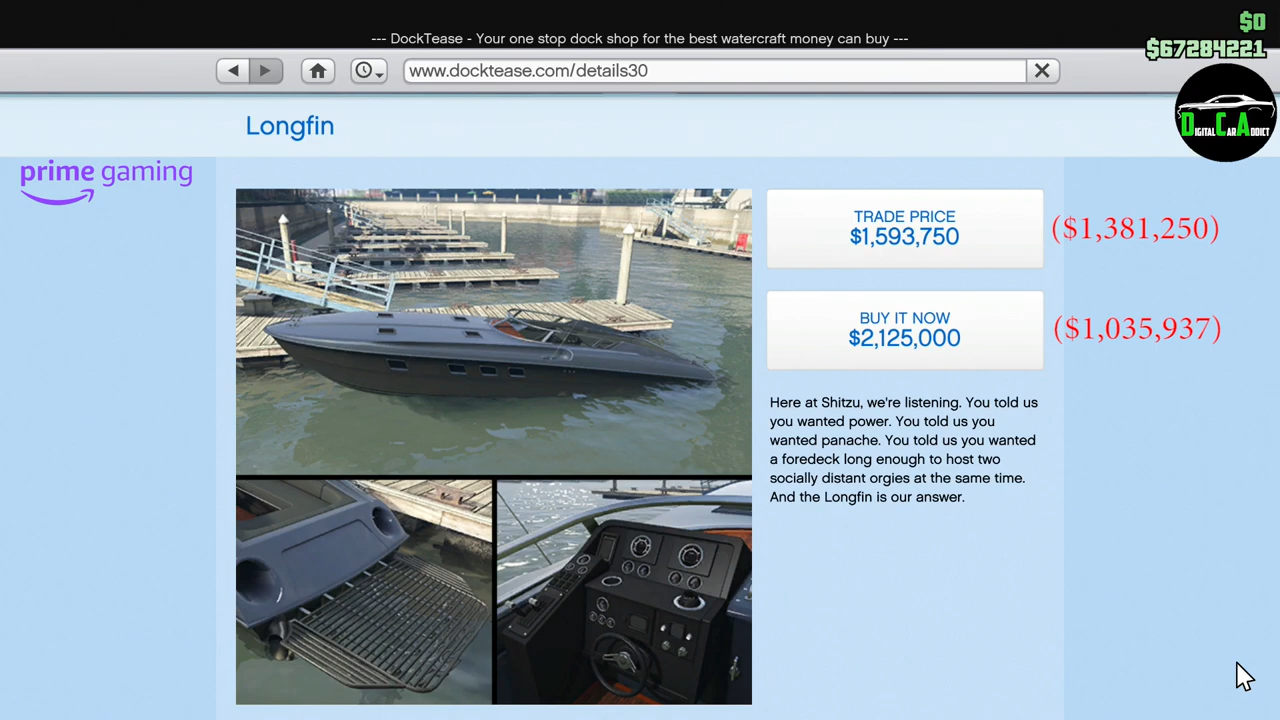 $0
--- DockTease - Your one stop dock shop for the best watercraft money can buy ---
$67284221
www.docktease.com/details30
DIGITAL CAR ADDICT
Longfin
prime gaming
TRADE PRICE
$1,593,750
($1,381,250)
BUY IT NOW
$2,125,000
($1,035,937)
Here at Shitzu, we're listening. You told us
you wanted power. You told us you
wanted panache. You told us you wanted
a foredeck long enough to host two
socially distant orgies at the same time.
And the Longfin is our answer.